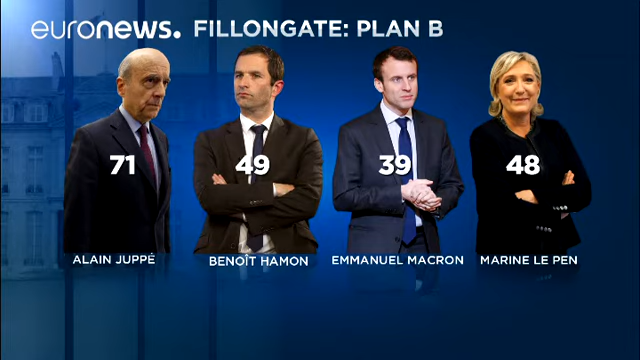 euronews. FILLONGATE: PLAN B
71 49 39 48
ALAIN JUPPÉ BENOÎT HAMON EMMANUEL MACRON MARINE LE PEN